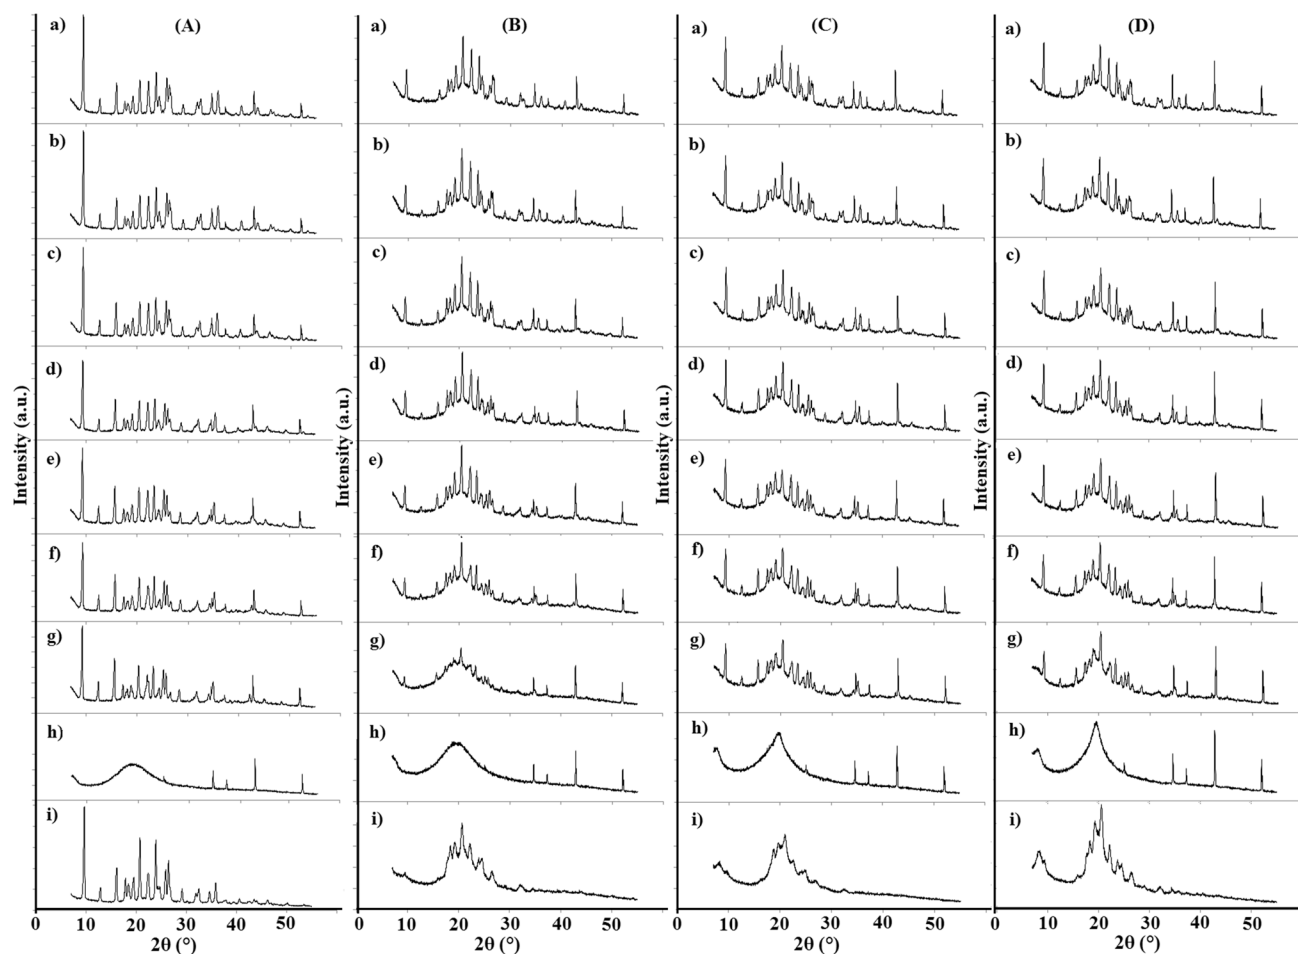 a) (A) a) (B) a) (C) a) (D)
b) b) b) b)
c) c) c) c)
d) d) d) d)
e) e) e) e)
f) f) f) f)
g) g) g) g)
h) h) h) h)
i) i) i) i)
Intensity (a.u.) Intensity (a.u.) Intensity (a.u.) Intensity (a.u.)
0 10 20 30 40 50 0 10 20 30 40 50 0 10 20 30 40 50 0 10 20 30 40 50
2θ (°) 2θ (°) 2θ (°) 2θ (°)